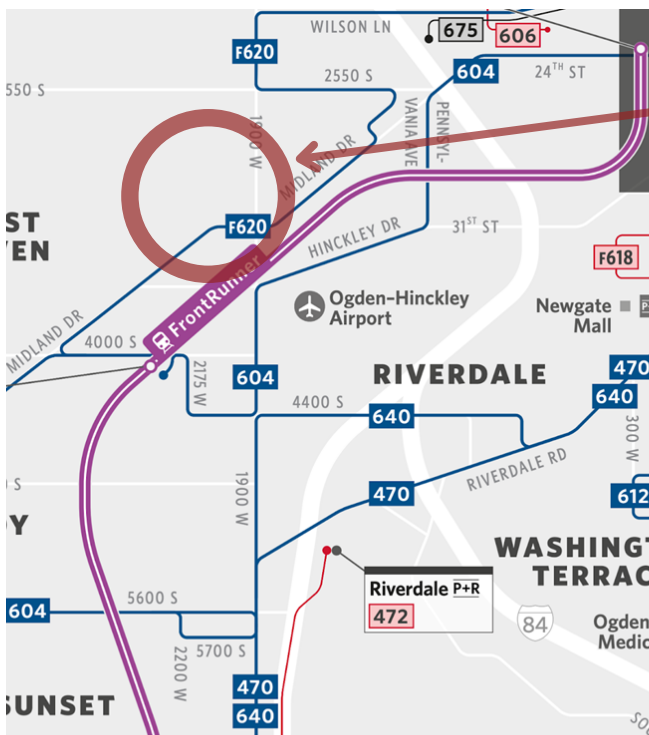 WILSON LN
675
606
F620
604
24TH ST
2550 S
550 S
1900 W
VANIA AVE
PENNSYL-
MIDLAND DR
ST
EN
F620
HINCKLEY DR
31ST ST
F618
FrontRunner
Ogden-Hinckley
Airport
Newgate
Mall
MIDLAND DR
4000 S
2175 W
604
RIVERDALE
470
640
4400 S
640
300 W
RIVERDALE RD
470
612
1900 W
S
Y
WASHING
TERRAC
Riverdale P+R
472
84
Ogden
Medic
604
5600 S
5700 S
2200 W
470
640
SUNSET
SO